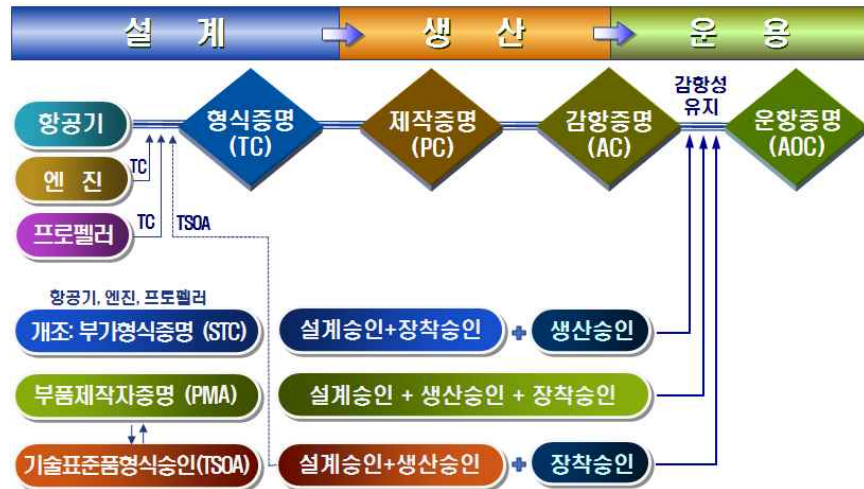 설 계
생 산
운 용
감항성
유지
항공기
형식증명
(TC)
제작증명
(PC)
감항증명
(AC)
운항증명
(AOC)
엔 진
TC
프로펠러
TC
TSOA
항공기, 엔진, 프로펠러
개조: 부가형식증명 (STC)
설계승인+장착승인
+
생산승인
부품제작자증명 (PMA)
설계승인 + 생산승인 + 장착승인
기술표준품형식승인(TSOA)
설계승인+생산승인
+
장착승인